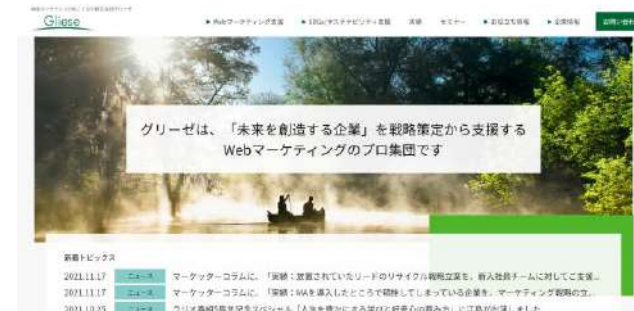 Gliese
▶ Webマーケティング支援 ▶ SDGs/サステナビリティ支援 実績 セミナー ▶ お役立ち情報 ▶ 企業情報
グリーゼは、「未来を創造する企業」を戦略策定から支援する
Webマーケティングのプロ集団です
新着トピックス
2021.11.17 ニュース マーケッターコラムに、「実績：放置されていたリードのリサイクル戦略立案を、新入社員チームに対してご支援...
2021.11.17 ニュース マーケッターコラムに、「実績：MAを導入したところで頓挫してしまっている企業を、マーケティング戦略の立...
2021.10.25